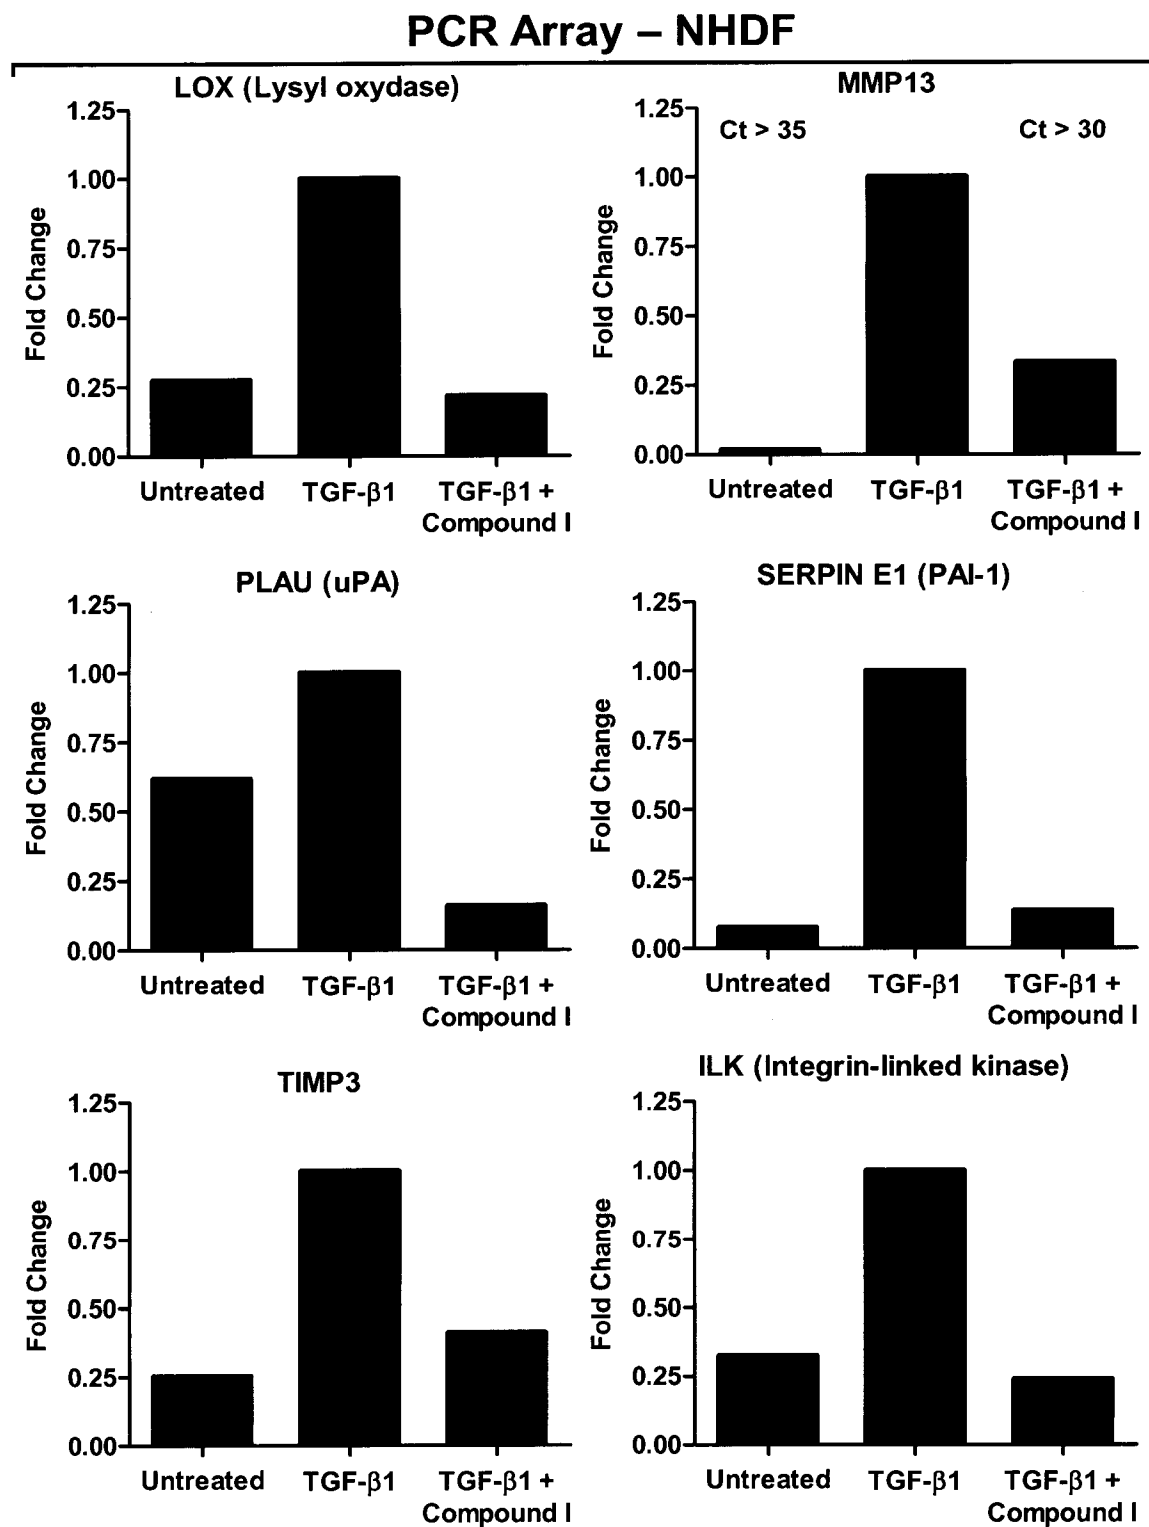 PCR Array – NHDF
LOX (Lysyl oxydase)
1.25
1.00
0.75
0.50
0.25
0.00
Fold Change
Untreated
TGF-β1
TGF-β1 +
Compound I
MMP13
Ct > 35
Ct > 30
1.25
1.00
0.75
0.50
0.25
0.00
Fold Change
Untreated
TGF-β1
TGF-β1 +
Compound I
PLAU (uPA)
1.25
1.00
0.75
0.50
0.25
0.00
Fold Change
Untreated
TGF-β1
TGF-β1 +
Compound I
SERPIN E1 (PAI-1)
1.25
1.00
0.75
0.50
0.25
0.00
Fold Change
Untreated
TGF-β1
TGF-β1 +
Compound I
TIMP3
1.25
1.00
0.75
0.50
0.25
0.00
Fold Change
Untreated
TGF-β1
TGF-β1 +
Compound I
ILK (Integrin-linked kinase)
1.25
1.00
0.75
0.50
0.25
0.00
Fold Change
Untreated
TGF-β1
TGF-β1 +
Compound I